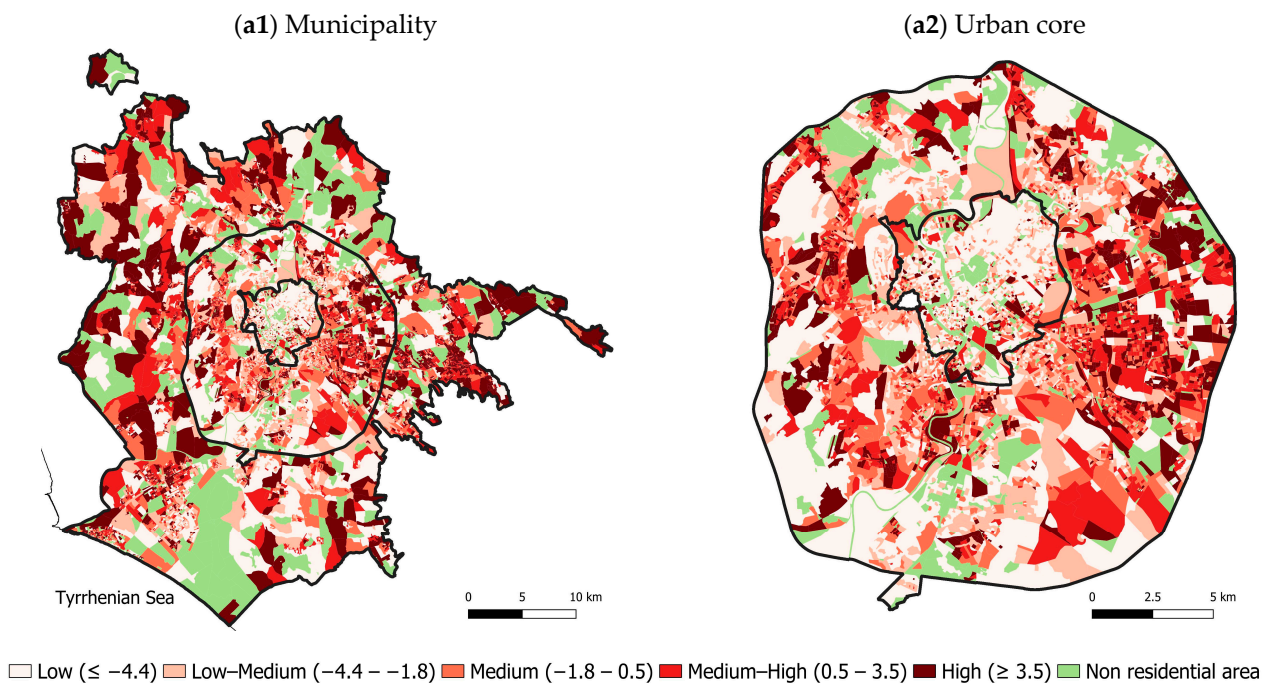 (a1) Municipality
(a2) Urban core
Tyrrhenian Sea
0 5 10 km
0 2.5 5 km
Low (≤ −4.4) Low–Medium (−4.4 – −1.8) Medium (−1.8 – 0.5) Medium–High (0.5 – 3.5) High (≥ 3.5) Non residential area